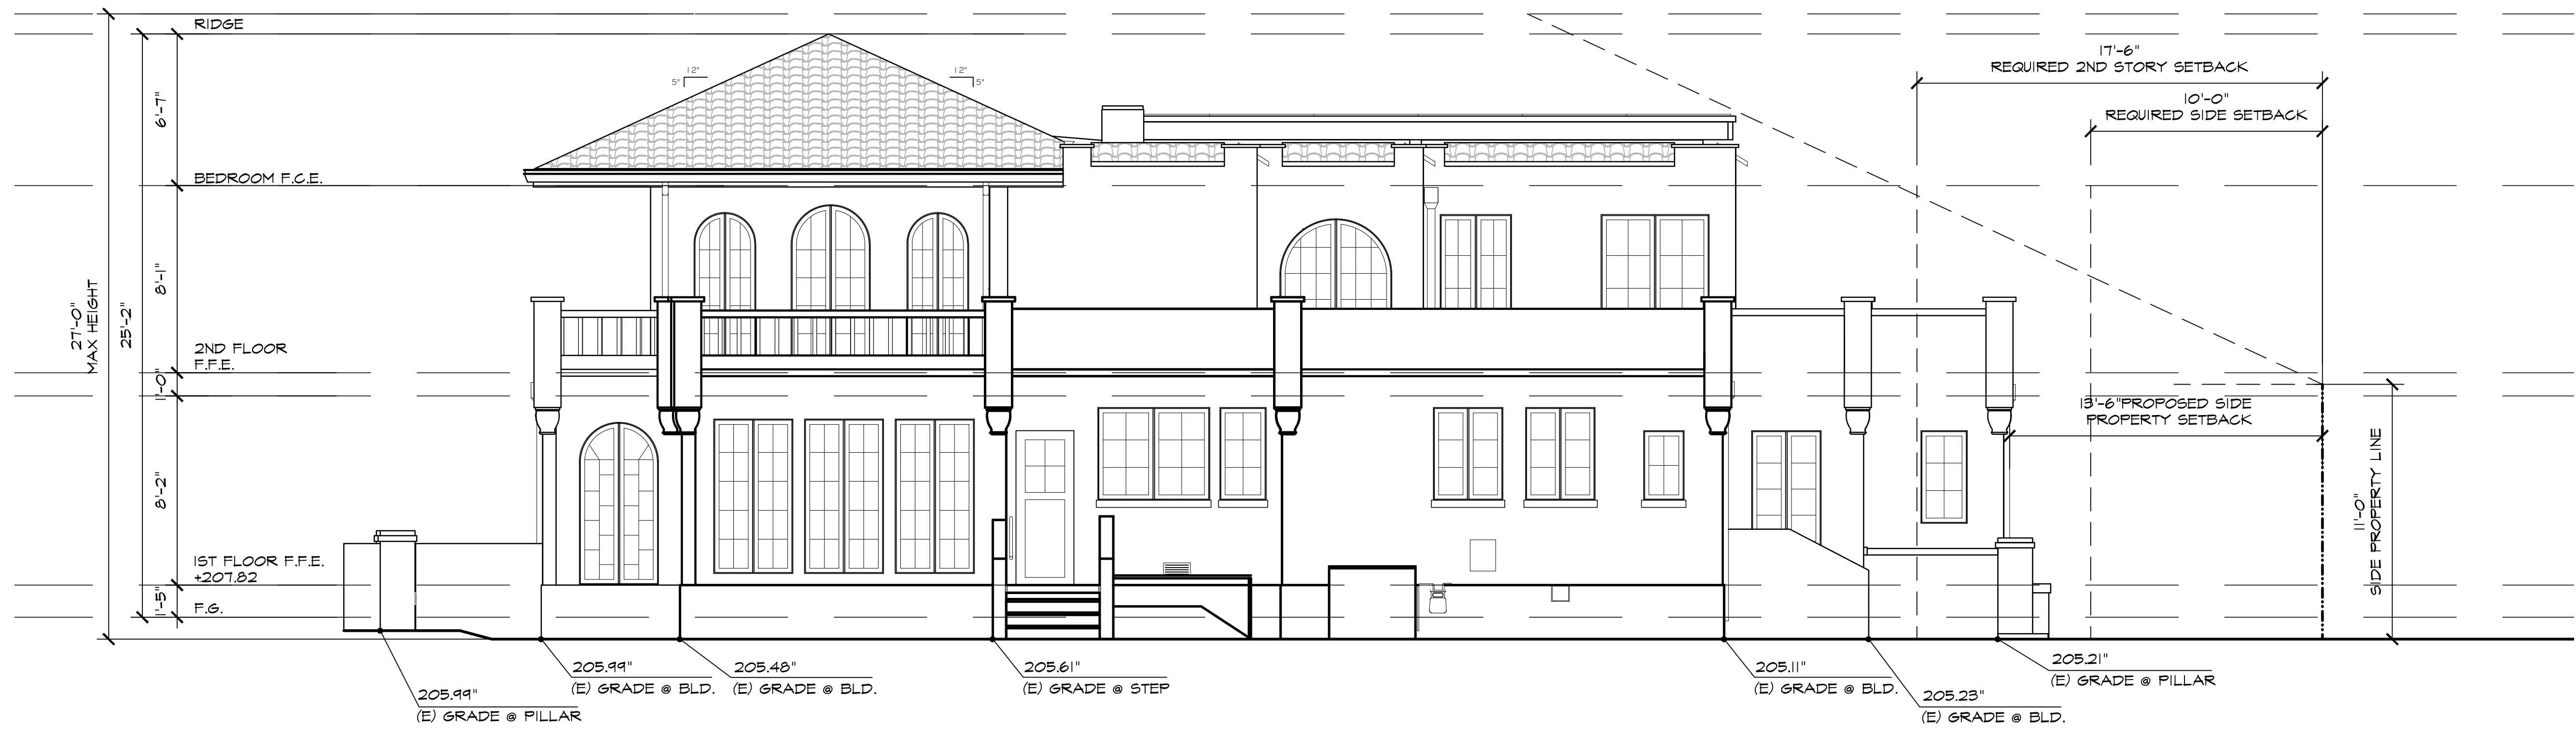 RIDGE
12"
5"
12"
5"
17'-6"
REQUIRED 2ND STORY SETBACK
10'-0"
REQUIRED SIDE SETBACK
6'-7"
BEDROOM F.C.E.
8'-1"
27'-0"
MAX HEIGHT
25'-2"
2ND FLOOR
F.F.E.
1'-0"
13'-6"PROPOSED SIDE
PROPERTY SETBACK
8'-2"
11'-0"
SIDE PROPERTY LINE
1ST FLOOR F.F.E.
+207.82
1'-5"
F.G.
205.99"
(E) GRADE @ PILLAR
205.99"
(E) GRADE @ BLD.
205.48"
(E) GRADE @ BLD.
205.61"
(E) GRADE @ STEP
205.11"
(E) GRADE @ BLD.
205.23"
(E) GRADE @ BLD.
205.21"
(E) GRADE @ PILLAR